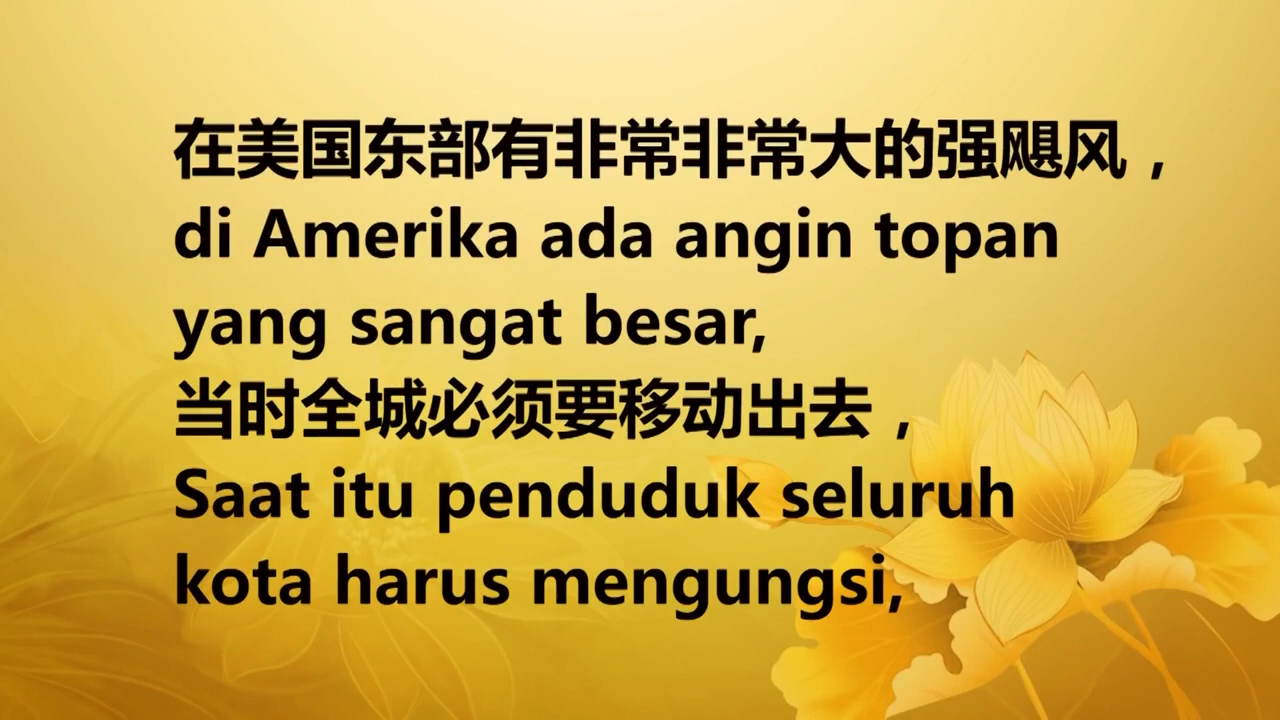 在美国东部有非常非常大的强飓风，
di Amerika ada angin topan
yang sangat besar,
当时全城必须要移动出去，
Saat itu penduduk seluruh
kota harus mengungsi,